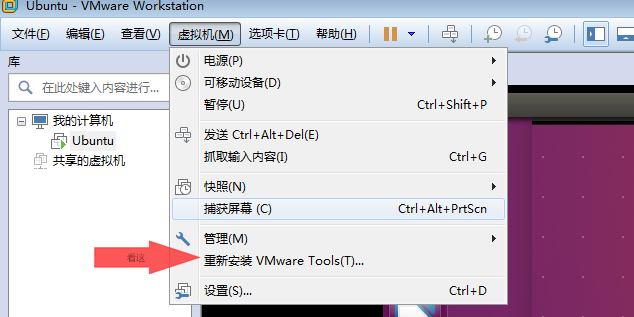 Ubuntu - VMware Workstation
文件(F) 编辑(E) 查看(V) 虚拟机(M) 选项卡(T) 帮助(H)
库
在此处键入内容进行...
我的计算机
Ubuntu
共享的虚拟机
电源(P)
可移动设备(D)
暂停(U) Ctrl+Shift+P
发送 Ctrl+Alt+Del(E)
抓取输入内容(I) Ctrl+G
快照(N)
捕获屏幕 (C) Ctrl+Alt+PrtScn
管理(M)
看这
重新安装 VMware Tools(T)...
设置(S)... Ctrl+D